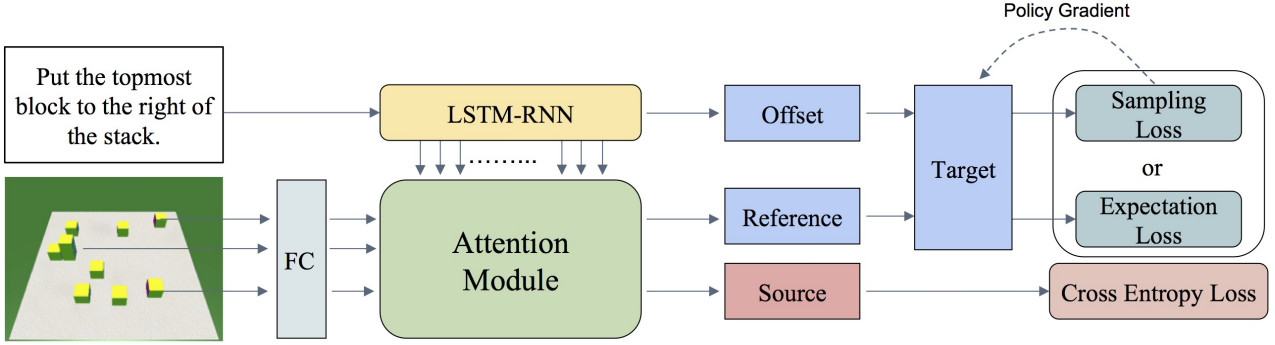 Policy Gradient
Put the topmost
block to the right of
the stack.
LSTM-RNN
Offset
Target
Sampling
Loss
or
Expectation
Loss
.........
FC
Attention
Module
Reference
Source
Cross Entropy Loss